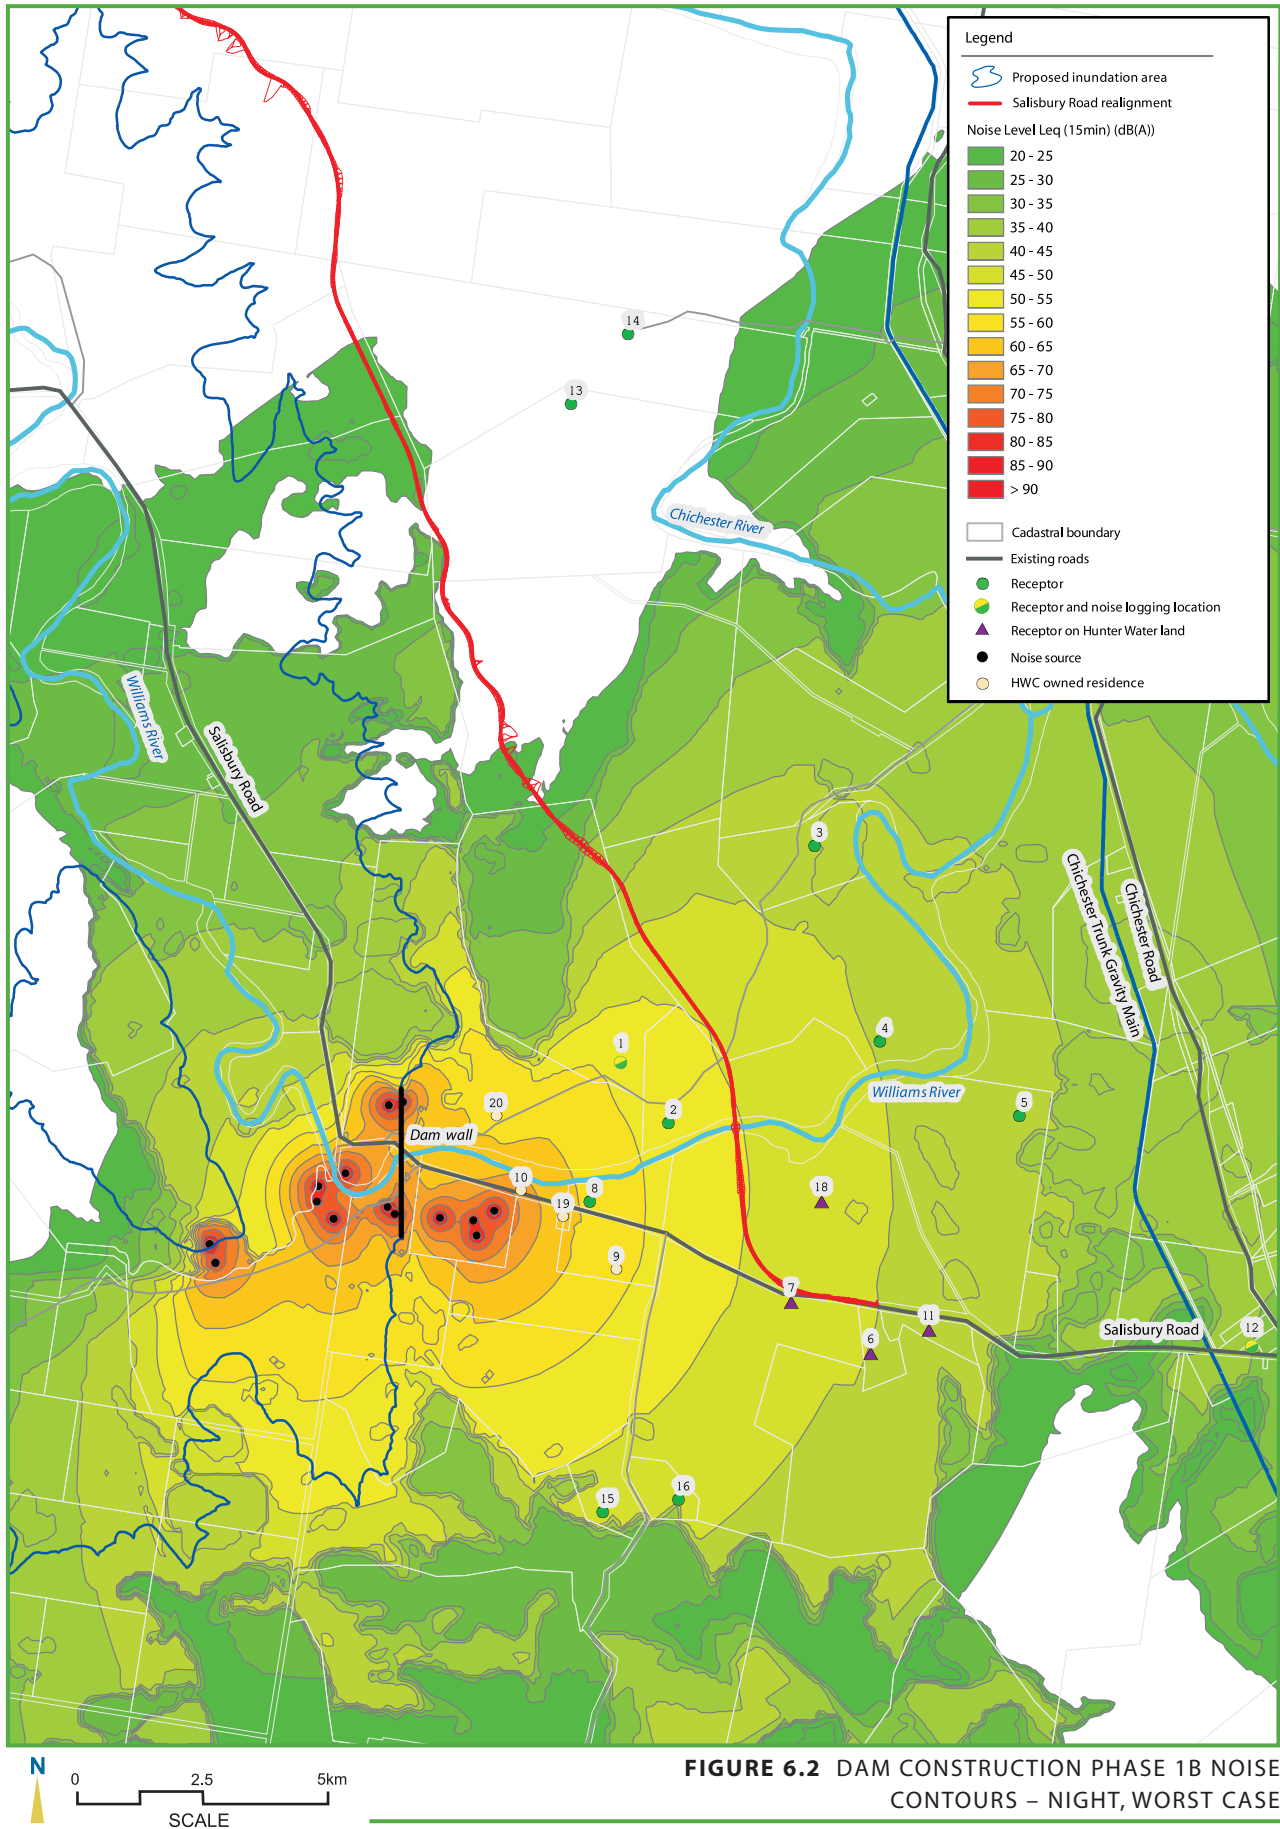 Legend
Proposed inundation area
Salisbury Road realignment
Noise Level Leq (15min) (dB(A))
20 - 25
25 - 30
30 - 35
35 - 40
40 - 45
45 - 50
50 - 55
55 - 60
60 - 65
65 - 70
70 - 75
75 - 80
80 - 85
85 - 90
> 90
Cadastral boundary
Existing roads
Receptor
Receptor and noise logging location
Receptor on Hunter Water land
Noise source
HWC owned residence
14
13
Chichester River
Williams River
Salisbury Road
3
Chichester Trunk Gravity Main
Chichester Road
1
4
Williams River
20
2
5
Dam wall
10
8
18
19
9
7
11
6
Salisbury Road
12
15
16
N
0 2.5 5km
SCALE
FIGURE 6.2 DAM CONSTRUCTION PHASE 1B NOISE
CONTOURS – NIGHT, WORST CASE